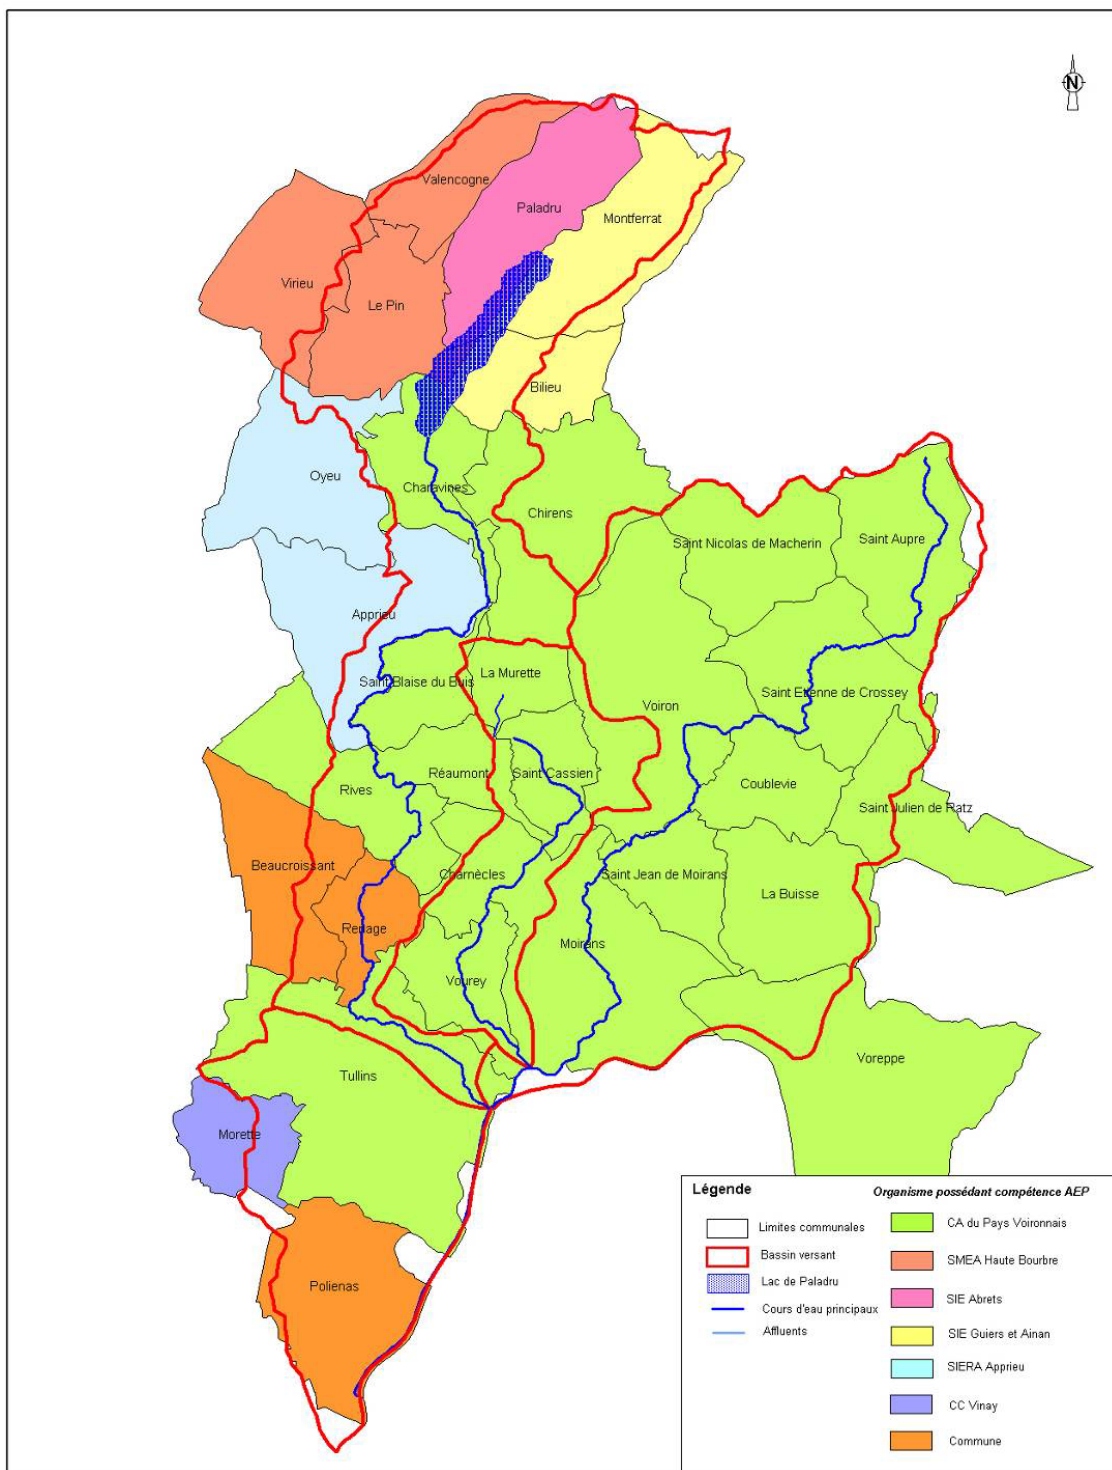 N
Valencogne
Paladru
Montferrat
Virieu
Le Pin
Bilieu
Oyeu
Charavines
Chirens
Saint Nicolas de Macherin
Saint Aupre
Apprieu
La Murette
Saint Blaise du Buis
Saint Etienne de Crossey
Voiron
Réaumont
Saint Cassien
Coublevie
Rives
Saint Julien de Ratz
Beaucroissant
Charnècles
Saint Jean de Moirans
La Buisse
Renage
Moirans
Vourey
Voreppe
Tullins
Morette
Polienas
Légende
Limites communales
Bassin versant
Lac de Paladru
Cours d'eau principaux
Affluents
Organisme possédant compétence AEP
CA du Pays Voironnais
SMEA Haute Bourbre
SIE Abrets
SIE Guiers et Ainan
SIERA Apprieu
CC Vinay
Commune